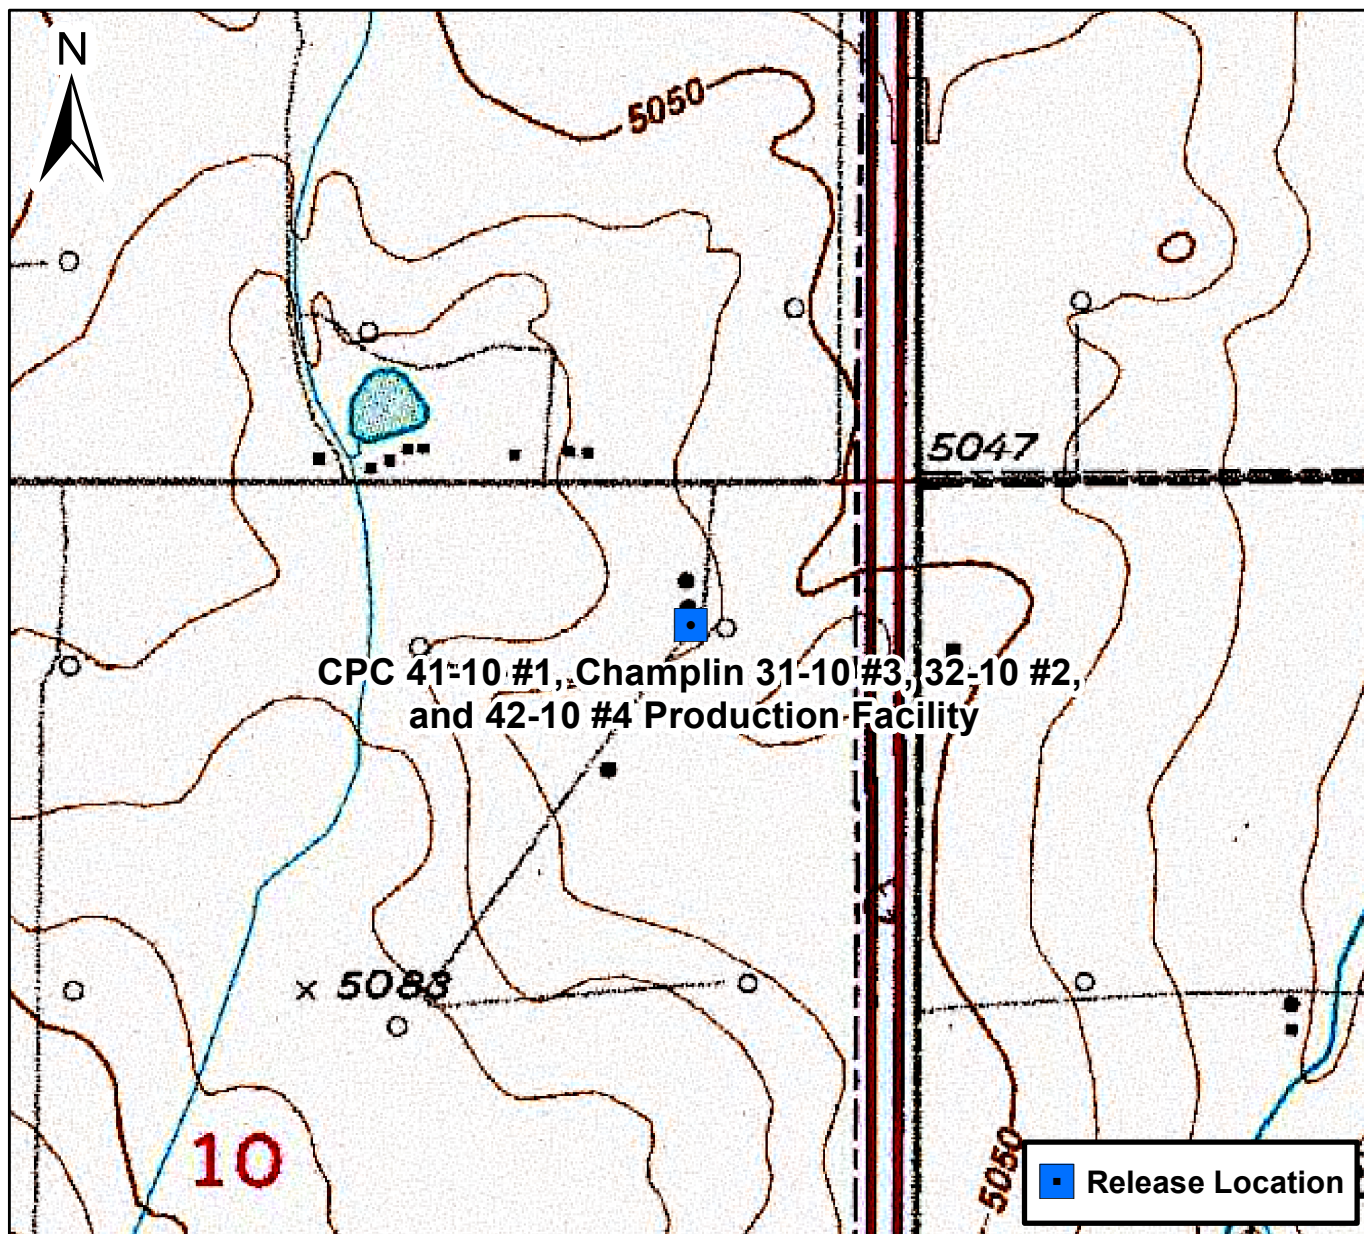 N
5050
5047
CPC 41-10 #1, Champlin 31-10 #3, 32-10 #2,
and 42-10 #4 Production Facility
5083
10
5050
Release Location